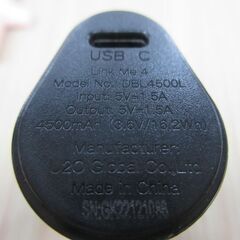 USB C
Link Me 4
Model No.: DBL4500L
Input: 5V=1.5A
Output: 5V=1.5A
4500mAh (3.6V/16.2Wh)
Manufacturer:
U2O Global Co.,Ltd
Made in China